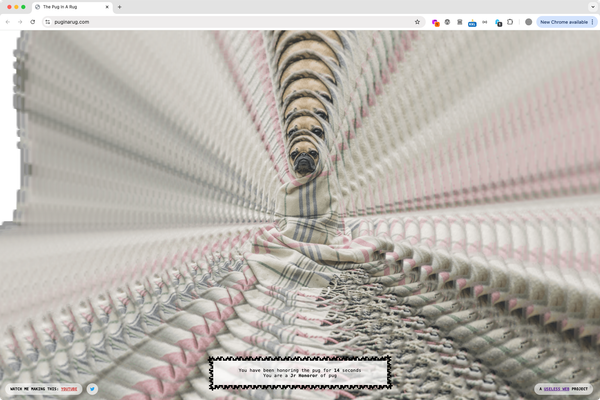 The Pug in A Rug
puginarug.com
New Chrome available
You have been honoring the pug for 14 seconds
You are a Jr Honorer of pug
WATCH ME MAKING THIS: YOUTUBE
A USELESS WEB PROJECT